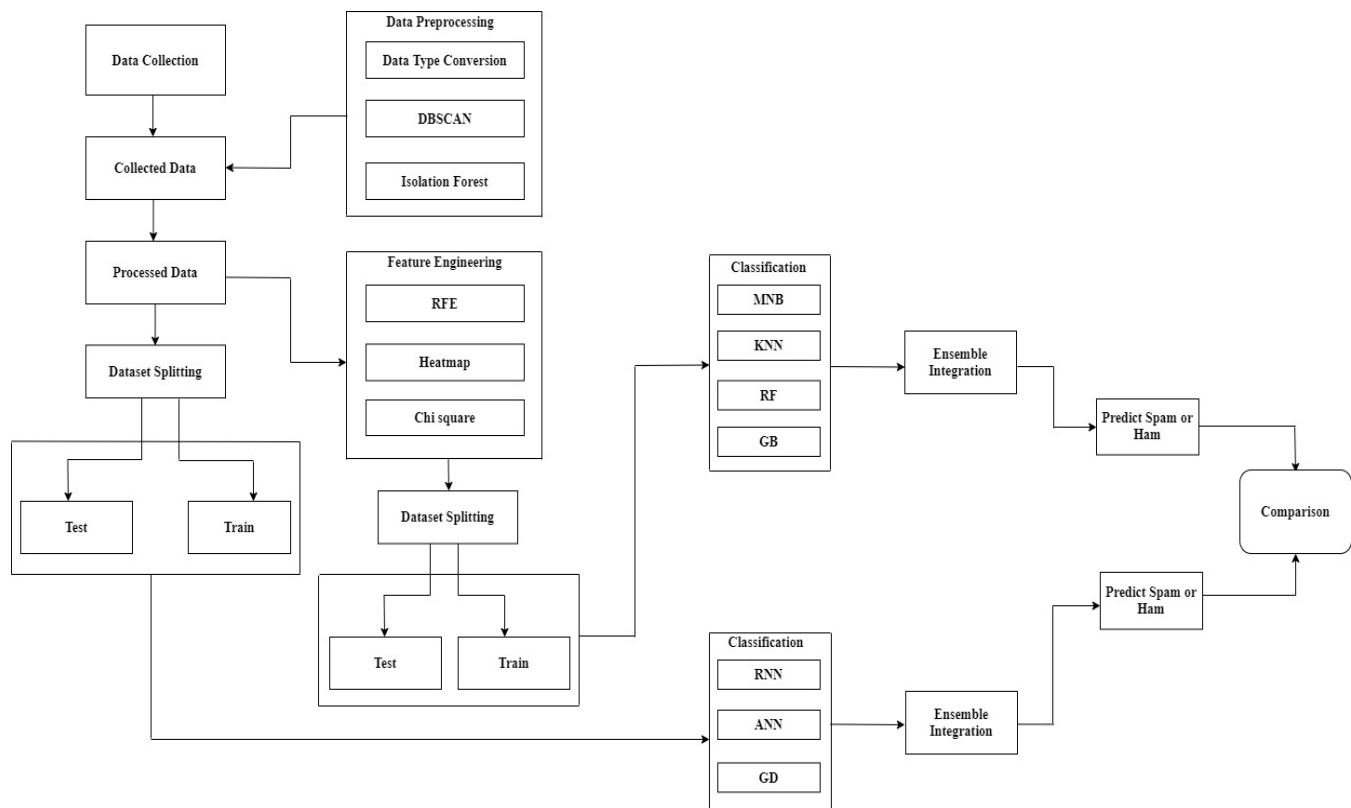 Data Collection
Collected Data
Processed Data
Dataset Splitting
Test
Train
Data Preprocessing
Data Type Conversion
DBSCAN
Isolation Forest
Feature Engineering
RFE
Heatmap
Chi square
Dataset Splitting
Test
Train
Classification
MNB
KNN
RF
GB
Ensemble
Integration
Predict Spam or
Ham
Classification
RNN
ANN
GD
Ensemble
Integration
Predict Spam or
Ham
Comparison